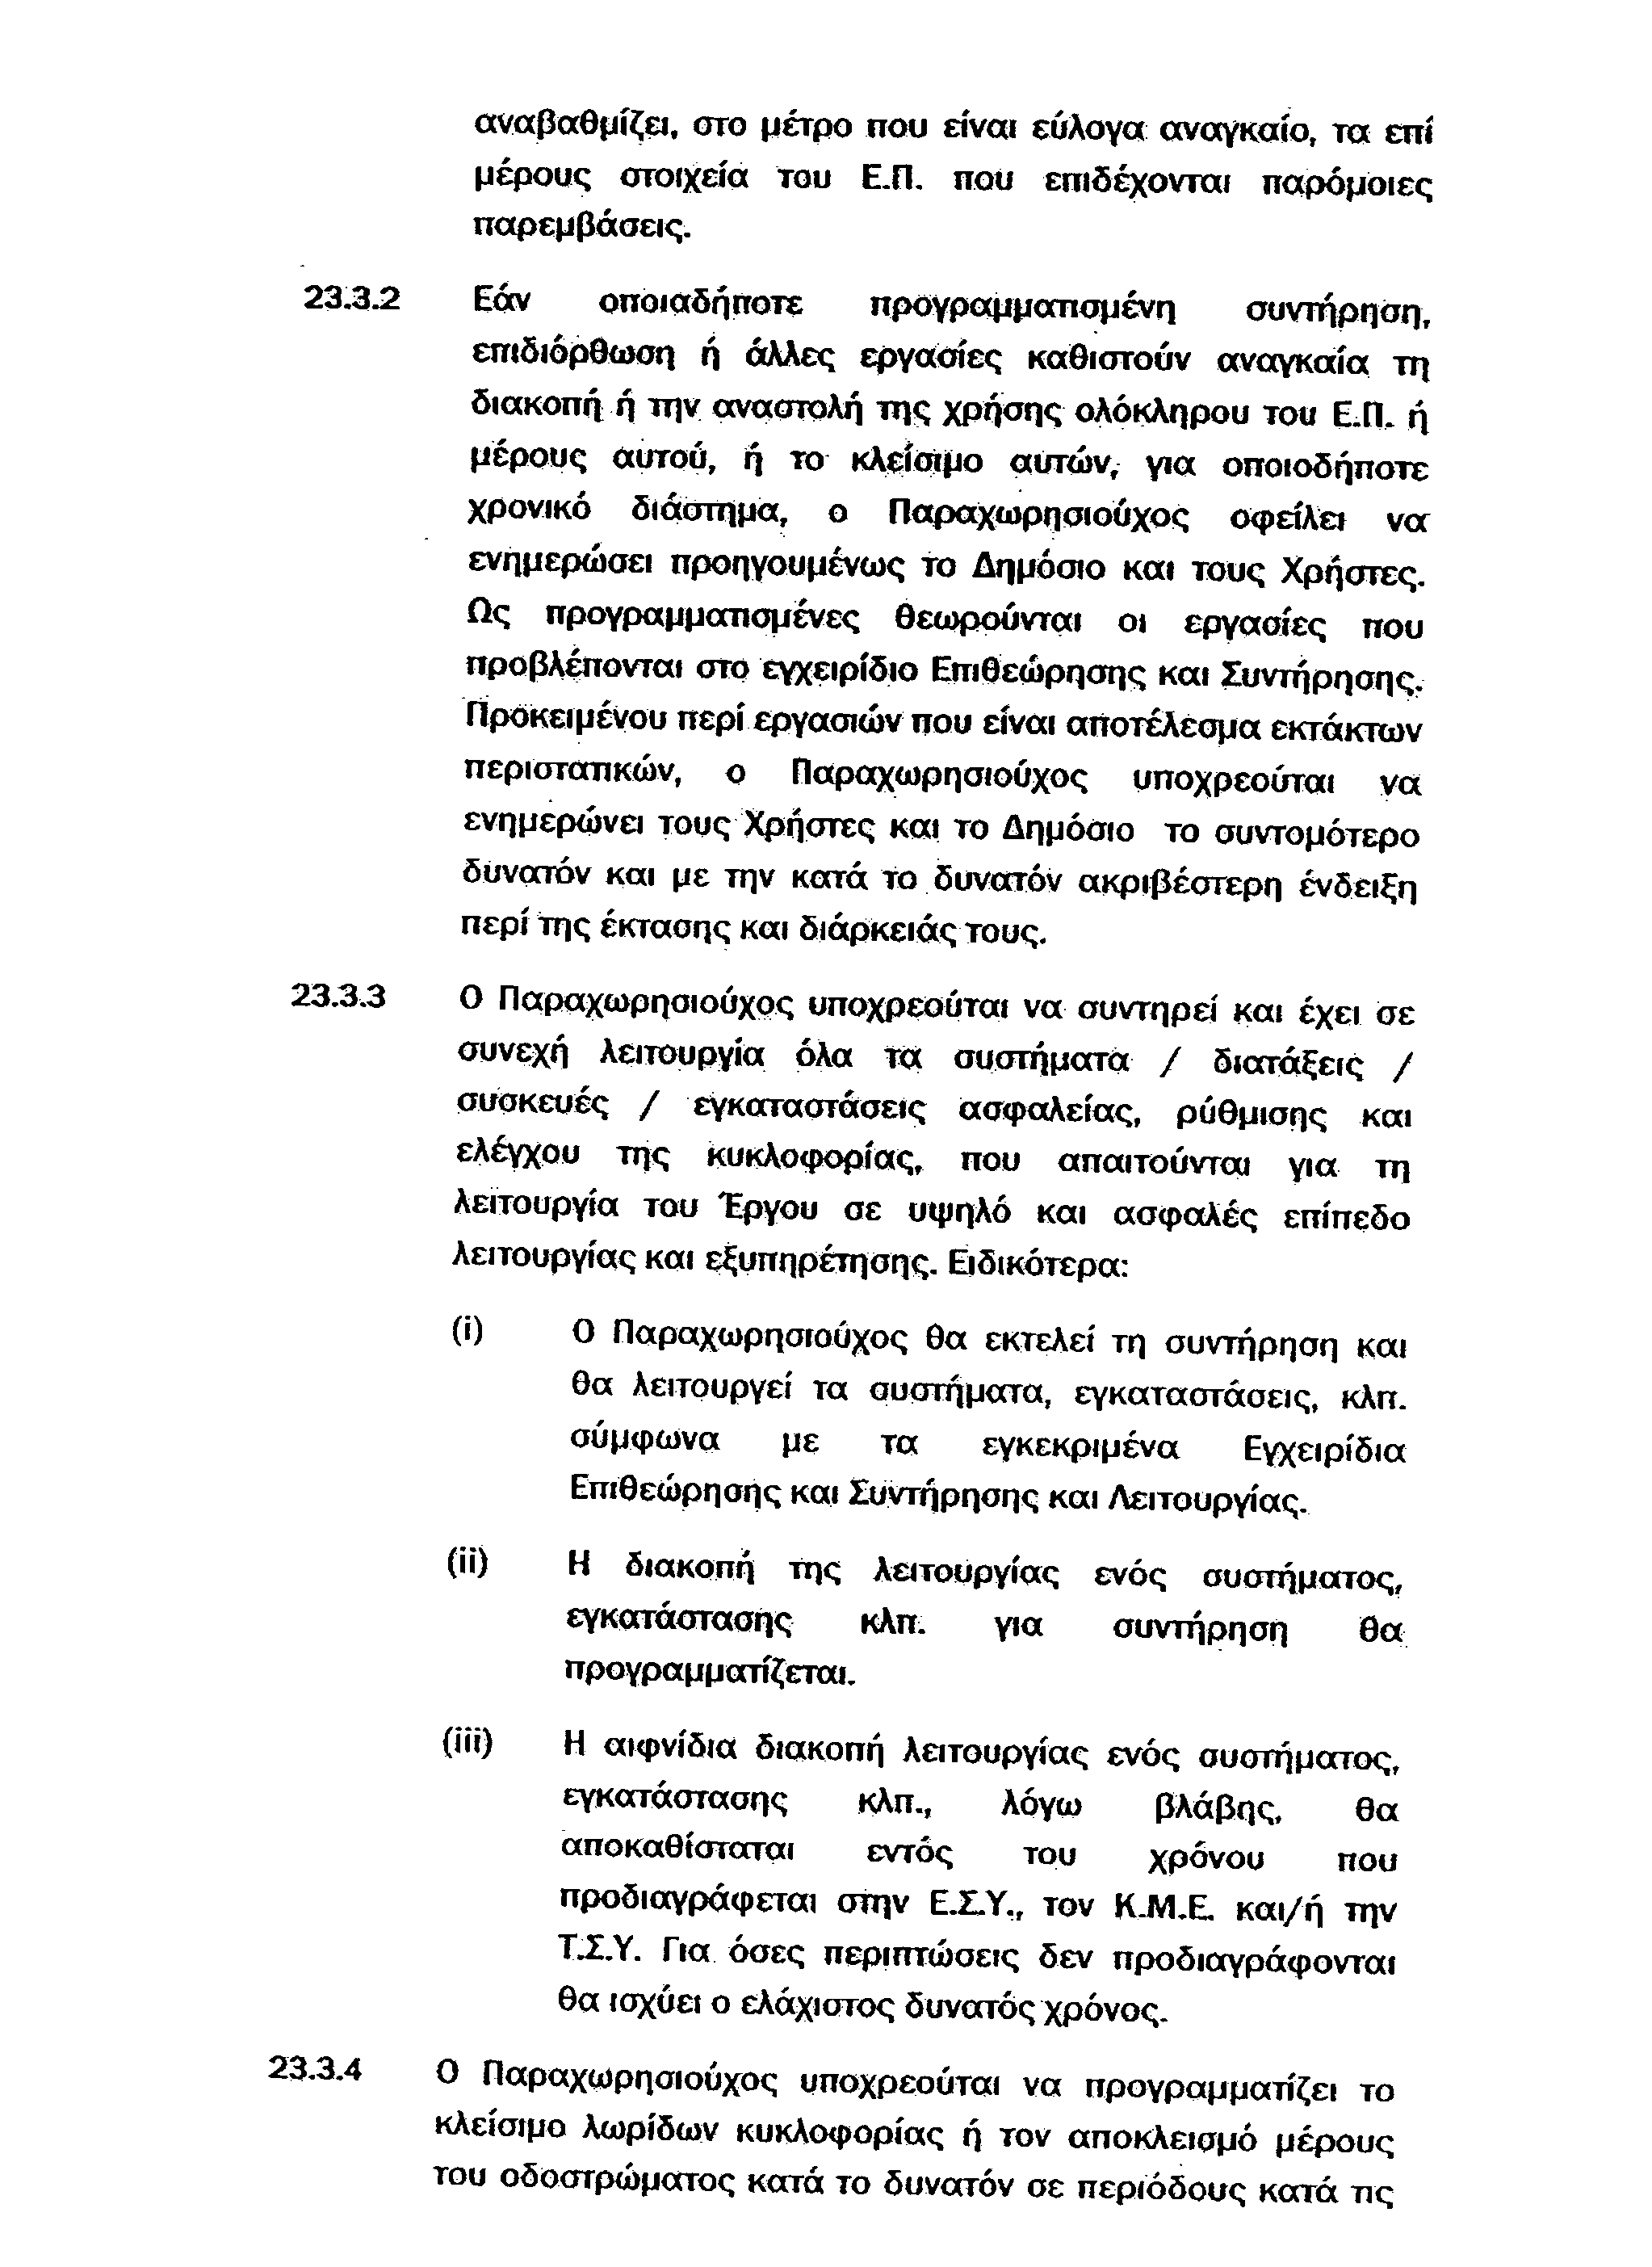 αναβαθμίζει, στο μέτρο που είναι εύλογα αναγκαίο, τα επί
μέρους στοιχεία του Ε.Π. που επιδέχονται παρόμοιες
παρεμβάσεις.
23.3.2 Εάν οποιαδήποτε προγραμματισμένη συντήρηση,
επιδιόρθωση ή άλλες εργασίες καθιστούν αναγκαία τη
διακοπή ή την αναστολή της χρήσης ολόκληρου του Ε.Π. ή
μέρους αυτού, ή το κλείσιμο αυτών, για οποιοδήποτε
χρονικό διάστημα, ο Παραχωρησιούχος οφείλει να
ενημερώσει προηγουμένως το Δημόσιο και τους Χρήστες.
Ως προγραμματισμένες θεωρούνται οι εργασίες που
προβλέπονται στο εγχειρίδιο Επιθεώρησης και Συντήρησης.
Προκειμένου περί εργασιών που είναι αποτέλεσμα εκτάκτων
περιστατικών, ο Παραχωρησιούχος υποχρεούται να
ενημερώνει τους Χρήστες και το Δημόσιο το συντομότερο
δυνατόν και με την κατά το δυνατόν ακριβέστερη ένδειξη
περί της έκτασης και διάρκειάς τους.
23.3.3 Ο Παραχωρησιούχος υποχρεούται να συντηρεί και έχει σε
συνεχή λειτουργία όλα τα συστήματα / διατάξεις /
συσκευές / εγκαταστάσεις ασφαλείας, ρύθμισης και
ελέγχου της κυκλοφορίας, που απαιτούνται για τη
λειτουργία του Έργου σε υψηλό και ασφαλές επίπεδο
λειτουργίας και εξυπηρέτησης. Ειδικότερα:
(i) Ο Παραχωρησιούχος θα εκτελεί τη συντήρηση και
θα λειτουργεί τα συστήματα, εγκαταστάσεις, κλπ.
σύμφωνα με τα εγκεκριμένα Εγχειρίδια
Επιθεώρησης και Συντήρησης και Λειτουργίας.
(ii) Η διακοπή της λειτουργίας ενός συστήματος,
εγκατάστασης κλπ. για συντήρηση θα
προγραμματίζεται.
(iii) Η αιφνίδια διακοπή λειτουργίας ενός συστήματος,
εγκατάστασης κλπ., λόγω βλάβης, θα
αποκαθίσταται εντός του χρόνου που
προδιαγράφεται στην Ε.Σ.Υ., τον Κ.Μ.Ε. και/ή την
Τ.Σ.Υ. Για όσες περιπτώσεις δεν προδιαγράφονται
θα ισχύει ο ελάχιστος δυνατός χρόνος.
23.3.4 Ο Παραχωρησιούχος υποχρεούται να προγραμματίζει το
κλείσιμο λωρίδων κυκλοφορίας ή τον αποκλεισμό μέρους
του οδοστρώματος κατά το δυνατόν σε περιόδους κατά τις